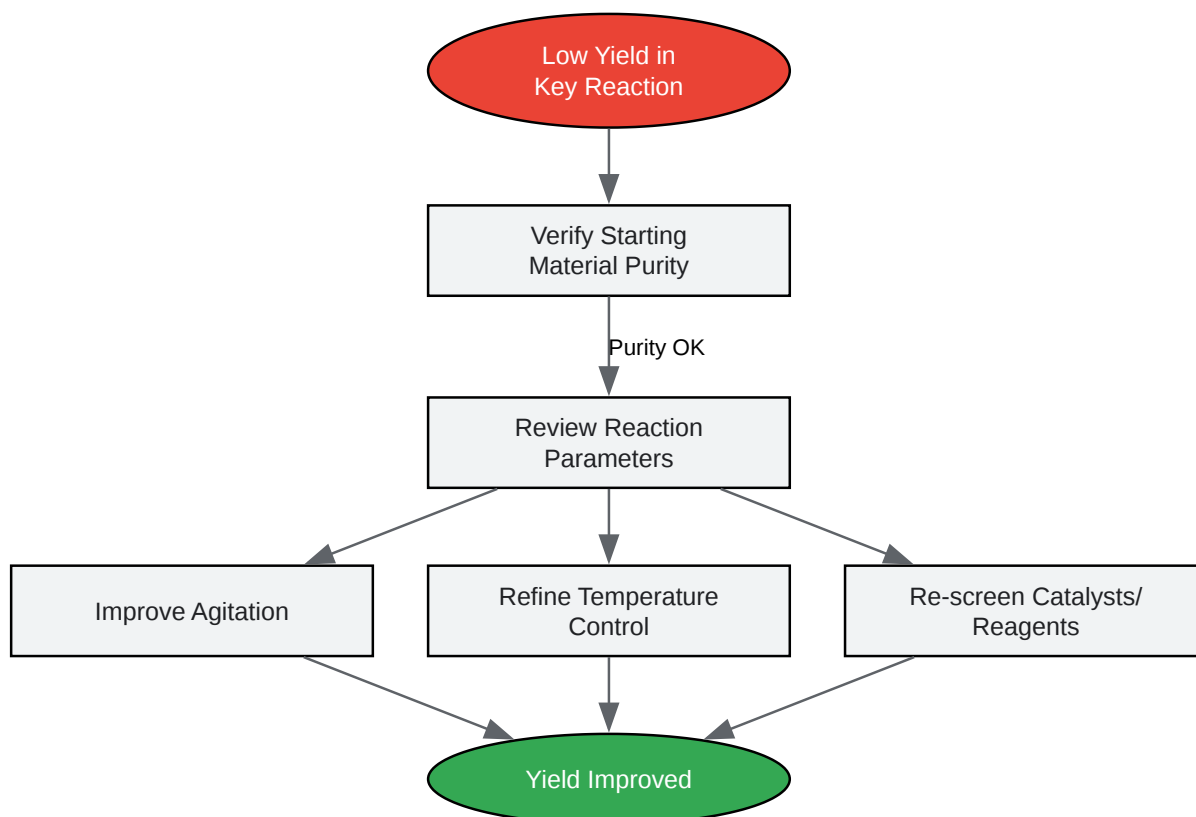 Low Yield in
Key Reaction
Verify Starting
Material Purity
Purity OK
Review Reaction
Parameters
Improve Agitation
Refine Temperature
Control
Re-screen Catalysts/
Reagents
Yield Improved